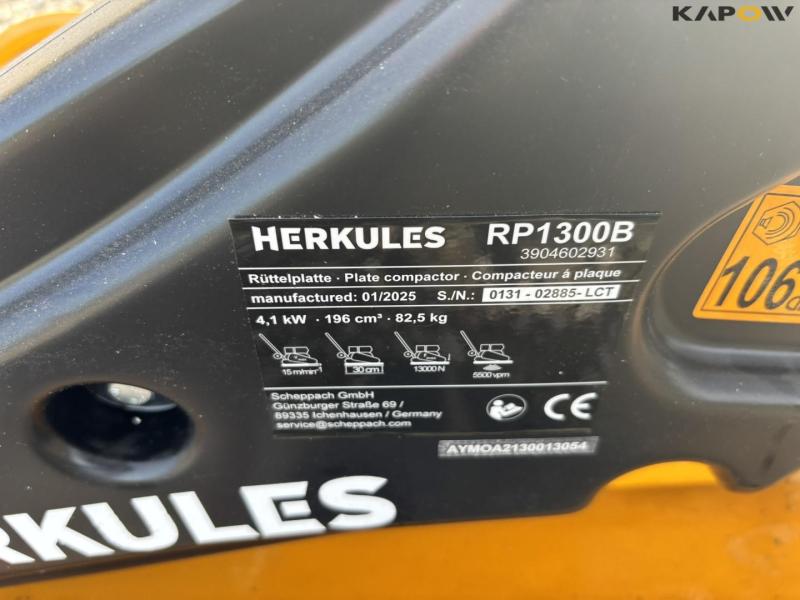 KAPOW
HERKULES RP1300B
3904602931
Rüttelplatte · Plate compactor · Compacteur á plaque
manufactured: 01/2025 S./N.: 0131 - 02885- LCT
4,1 kW · 196 cm³ · 82,5 kg
15 m/min⁻¹ 30 cm 13000 N 5500 vpm
Scheppach GmbH
Günzburger Straße 69 /
89335 Ichenhausen / Germany
service@scheppach.com
CE
AYMOA2130013054
106
RKULES